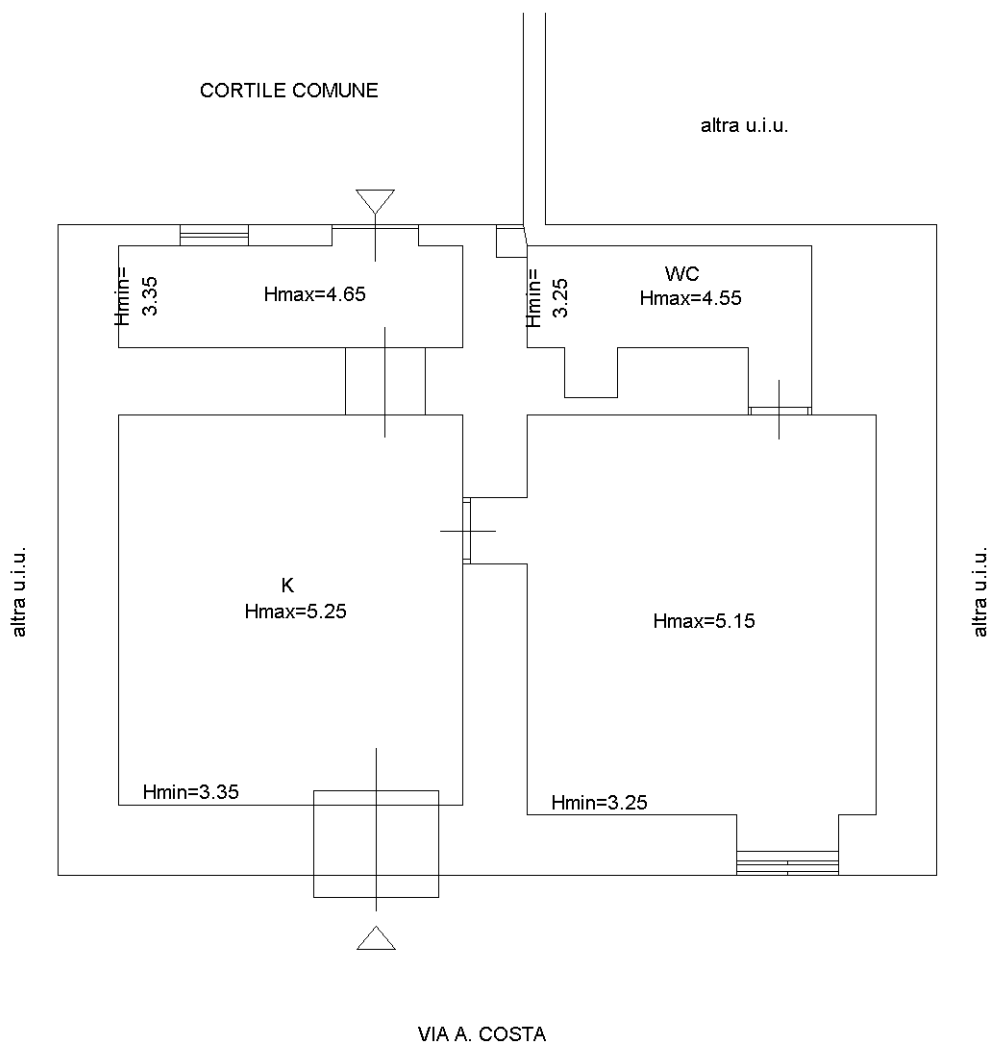 CORTILE COMUNE
altra u.i.u.
Hmin=
3.35
Hmax=4.65
Hmin=
3.25
WC
Hmax=4.55
altra u.i.u.
K
Hmax=5.25
Hmax=5.15
altra u.i.u.
Hmin=3.35
Hmin=3.25
VIA A. COSTA